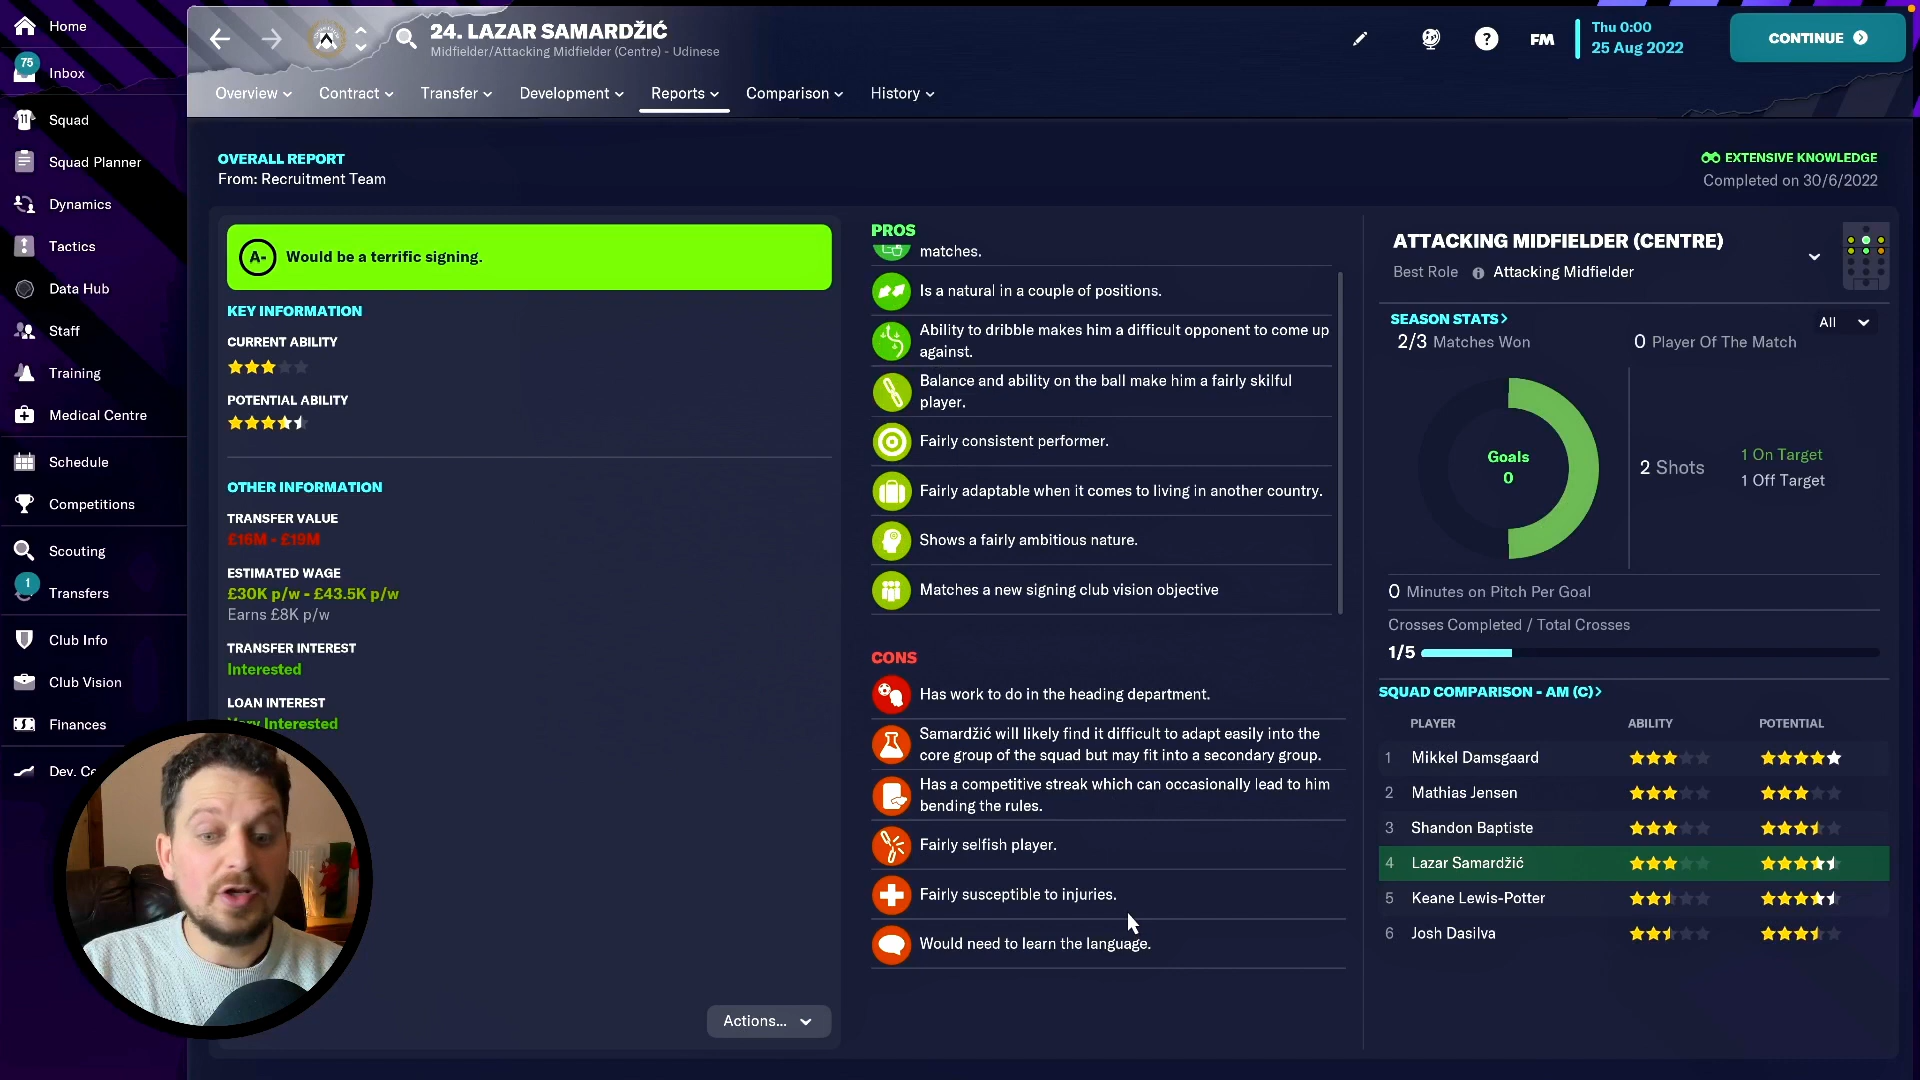 Home
75
Inbox
11
Squad
Squad Planner
Dynamics
Tactics
Data Hub
Staff
Training
Medical Centre
Schedule
Competitions
Scouting
1
Transfers
Club Info
Club Vision
Finances
Dev. Ce
24. LAZAR SAMARDŽIĆ
Midfielder/Attacking Midfielder (Centre) - Udinese
?
FM
Thu 0:00
25 Aug 2022
CONTINUE
Overview
Contract
Transfer
Development
Reports
Comparison
History
OVERALL REPORT
From: Recruitment Team
EXTENSIVE KNOWLEDGE
Completed on 30/6/2022
A-
Would be a terrific signing.
KEY INFORMATION
CURRENT ABILITY
POTENTIAL ABILITY
OTHER INFORMATION
TRANSFER VALUE
£16M - £19M
ESTIMATED WAGE
£30K p/w - £43.5K p/w
Earns £8K p/w
TRANSFER INTEREST
Interested
LOAN INTEREST
Very Interested
Actions...
PROS
matches.
Is a natural in a couple of positions.
Ability to dribble makes him a difficult opponent to come up
against.
Balance and ability on the ball make him a fairly skilful
player.
Fairly consistent performer.
Fairly adaptable when it comes to living in another country.
Shows a fairly ambitious nature.
Matches a new signing club vision objective
CONS
Has work to do in the heading department.
Samardžić will likely find it difficult to adapt easily into the
core group of the squad but may fit into a secondary group.
Has a competitive streak which can occasionally lead to him
bending the rules.
Fairly selfish player.
Fairly susceptible to injuries.
Would need to learn the language.
ATTACKING MIDFIELDER (CENTRE)
Best Role Attacking Midfielder
SEASON STATS>
All
2/3 Matches Won
0 Player Of The Match
Goals
0
2 Shots
1 On Target
1 Off Target
0 Minutes on Pitch Per Goal
Crosses Completed / Total Crosses
1/5
SQUAD COMPARISON - AM (C)>
PLAYER ABILITY POTENTIAL
1 Mikkel Damsgaard
2 Mathias Jensen
3 Shandon Baptiste
4 Lazar Samardžić
5 Keane Lewis-Potter
6 Josh Dasilva